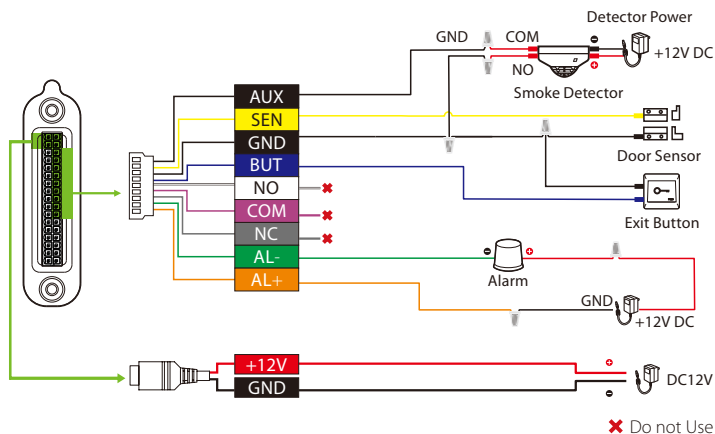 Detector Power
GND COM
+12V DC
NO
Smoke Detector
AUX
SEN
GND
Door Sensor
BUT
NO
COM
Exit Button
NC
AL-
Alarm
AL+
GND
+12V DC
+12V
GND
DC12V
Do not Use